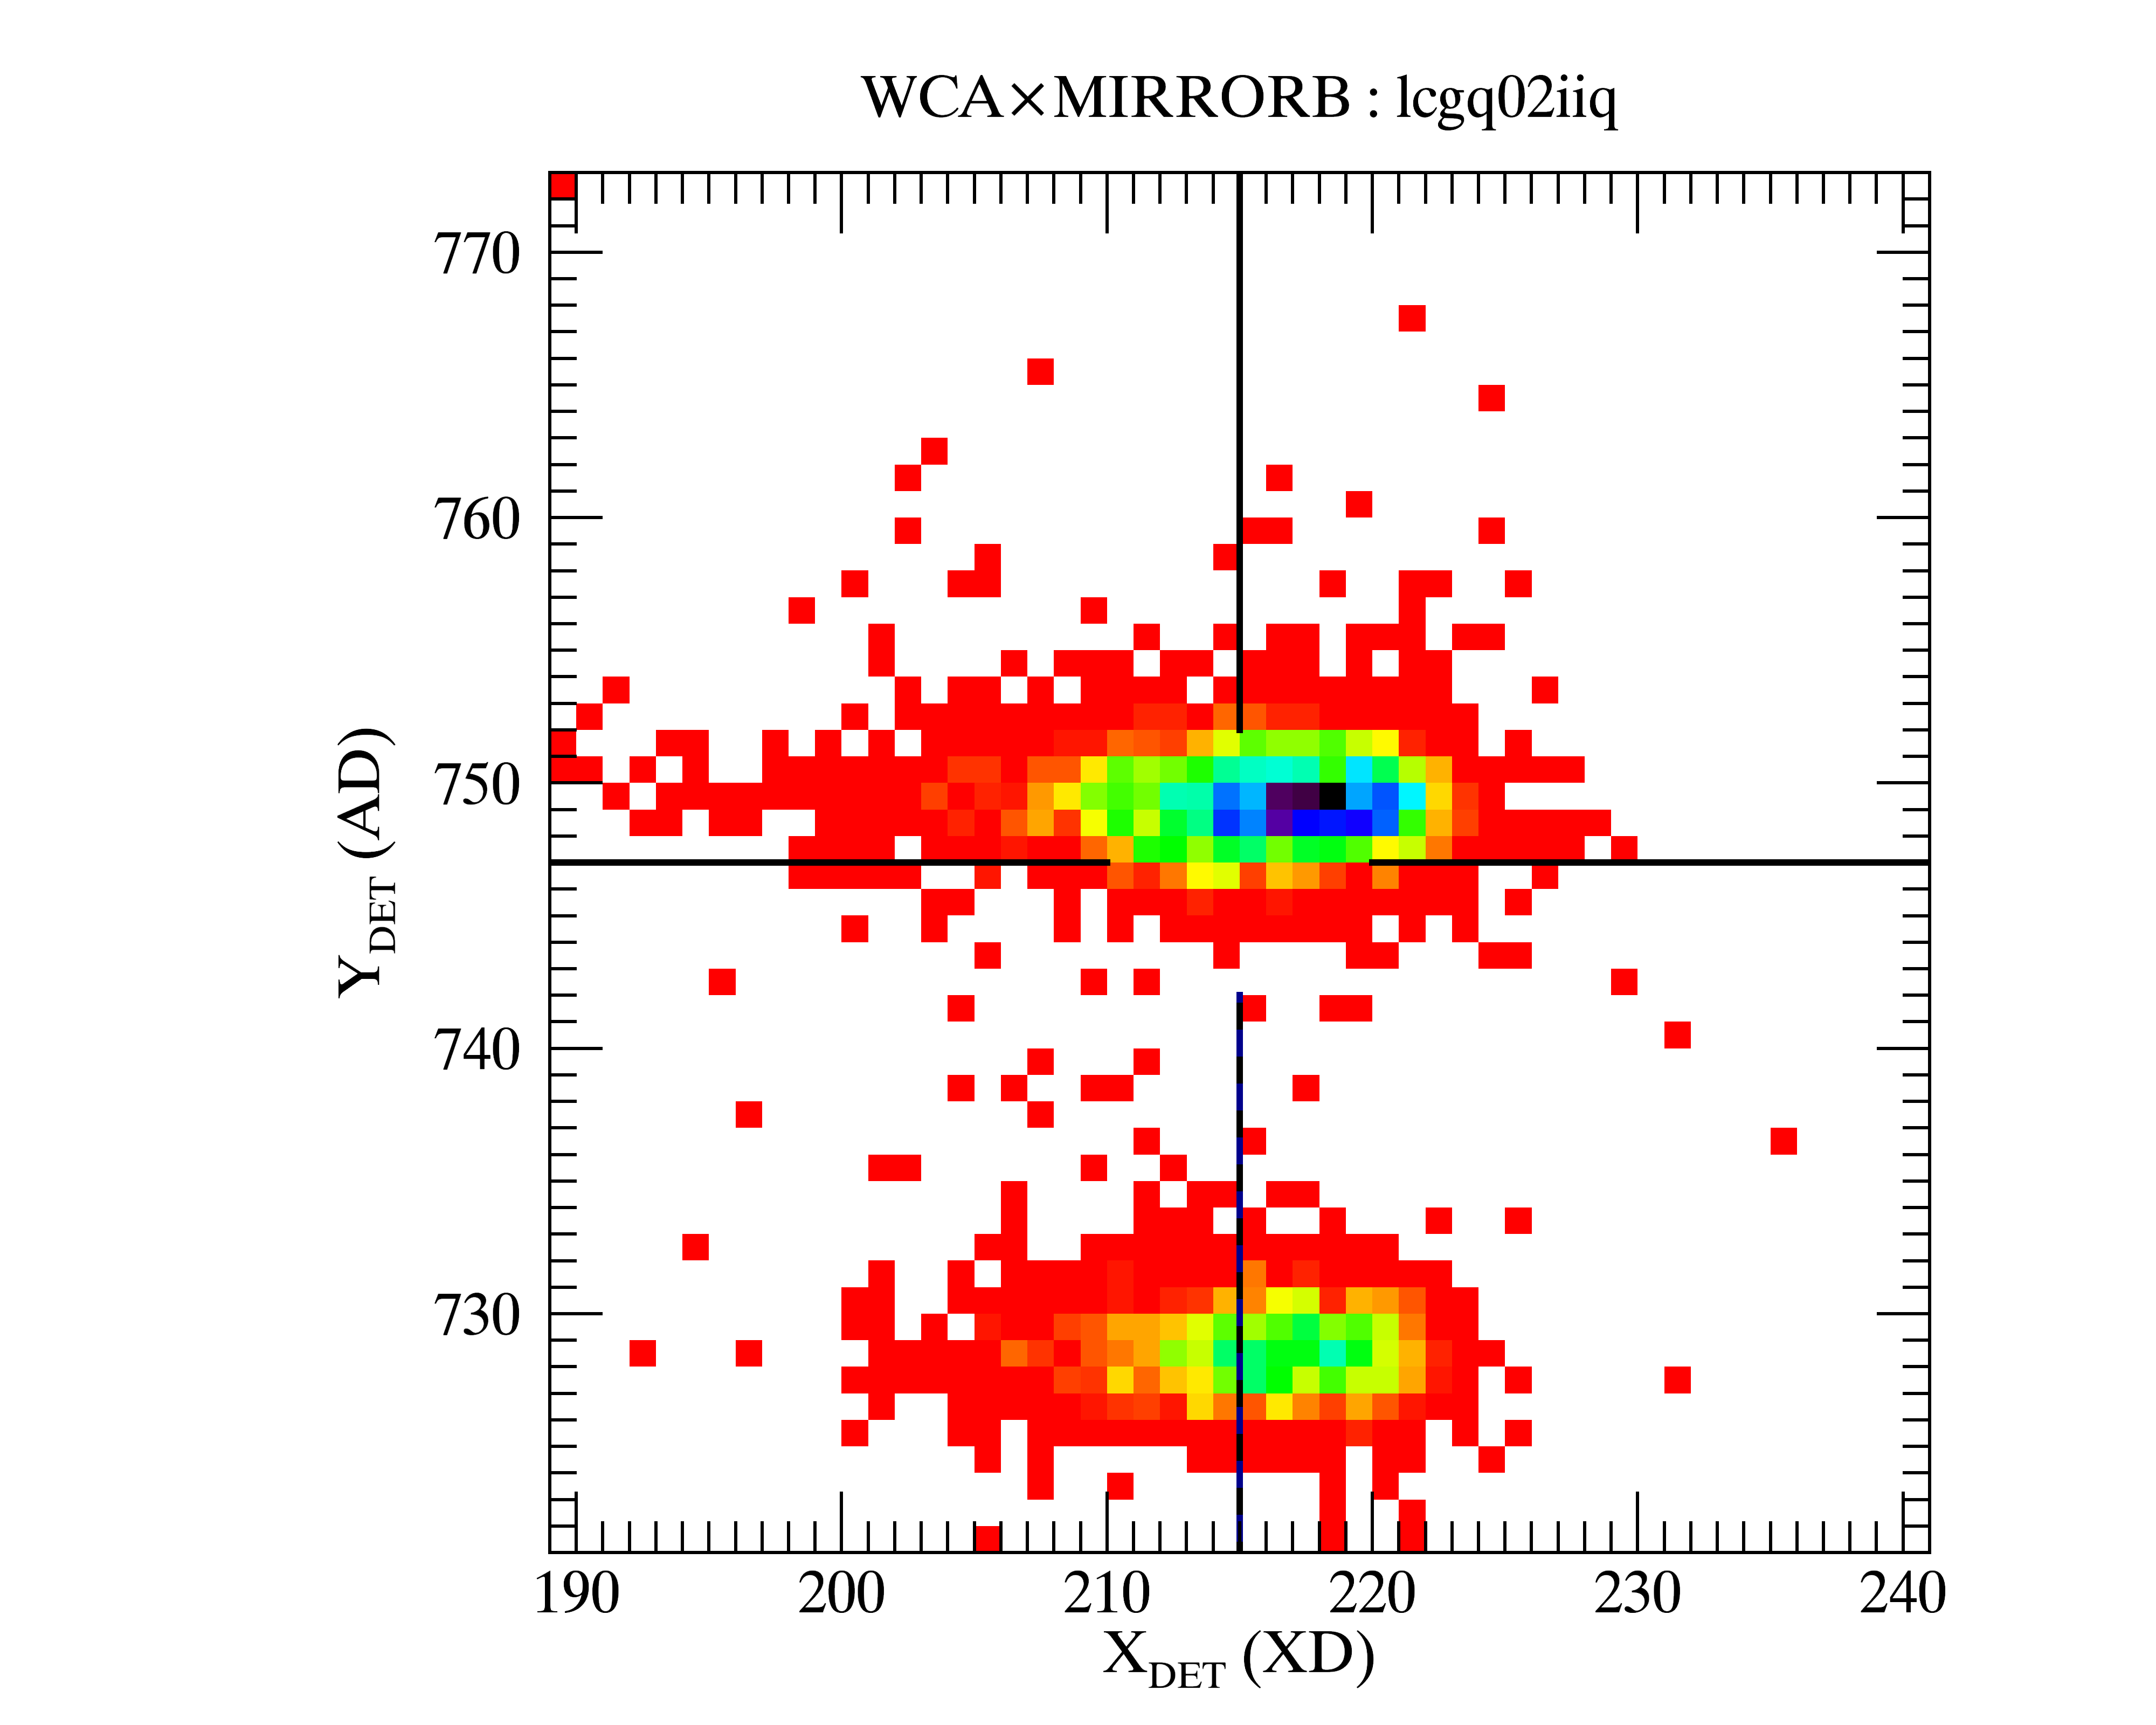 WCA×MIRRORB : lcgq02iiq
770
760
750
740
730
Y_DET (AD)
190 200 210 220 230 240
X_DET (XD)